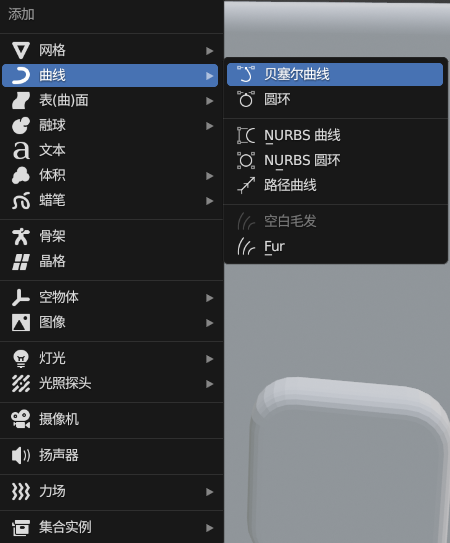 添加
网格
曲线
表(曲)面
融球
文本
体积
蜡笔
骨架
晶格
空物体
图像
灯光
光照探头
摄像机
扬声器
力场
集合实例
贝塞尔曲线
圆环
NURBS 曲线
NURBS 圆环
路径曲线
空白毛发
Fur